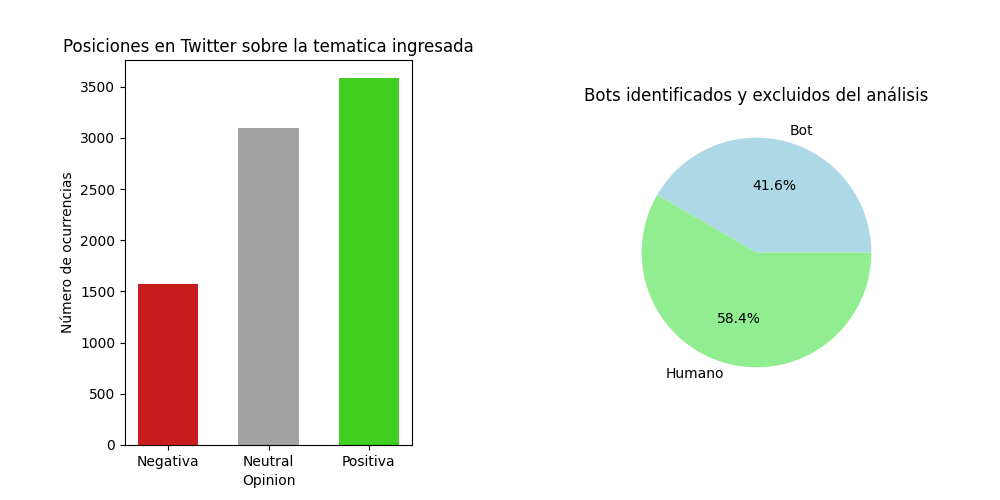 Posiciones en Twitter sobre la tematica ingresada
Número de ocurrencias
3500
3000
2500
2000
1500
1000
500
0
Negativa
Neutral
Positiva
Opinion
Bots identificados y excluidos del análisis
Bot
41.6%
58.4%
Humano